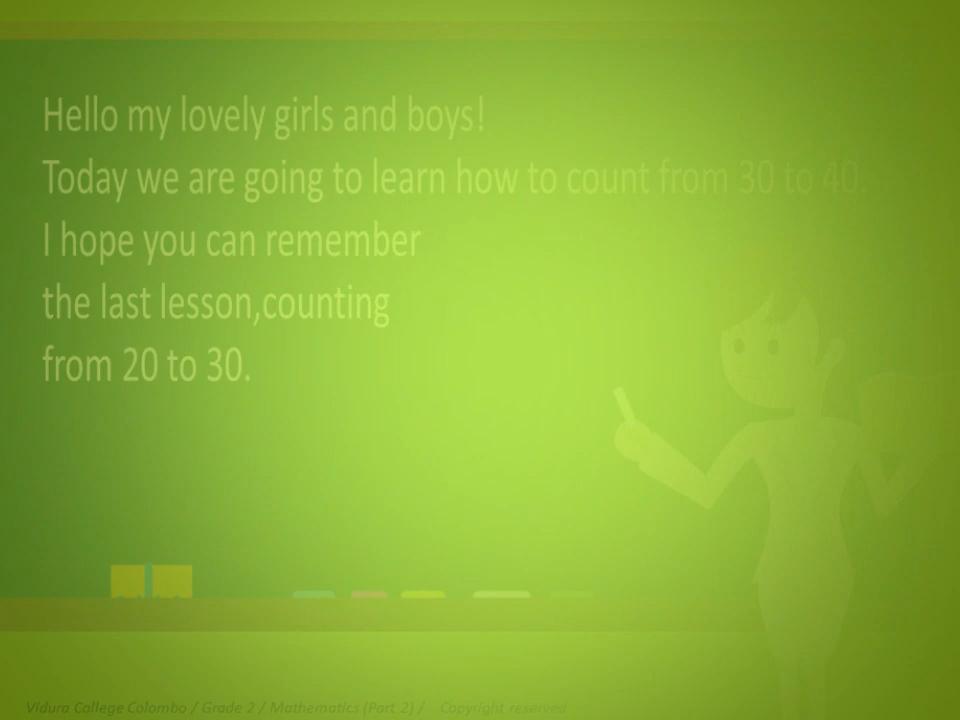 Hello my lovely girls and boys!
Today we are going to learn how to count from 30 to 40.
I hope you can remember
the last lesson,counting
from 20 to 30.
Vidura College Colombo / Grade 2 / Mathematics (Part 2) / Copyright reserved